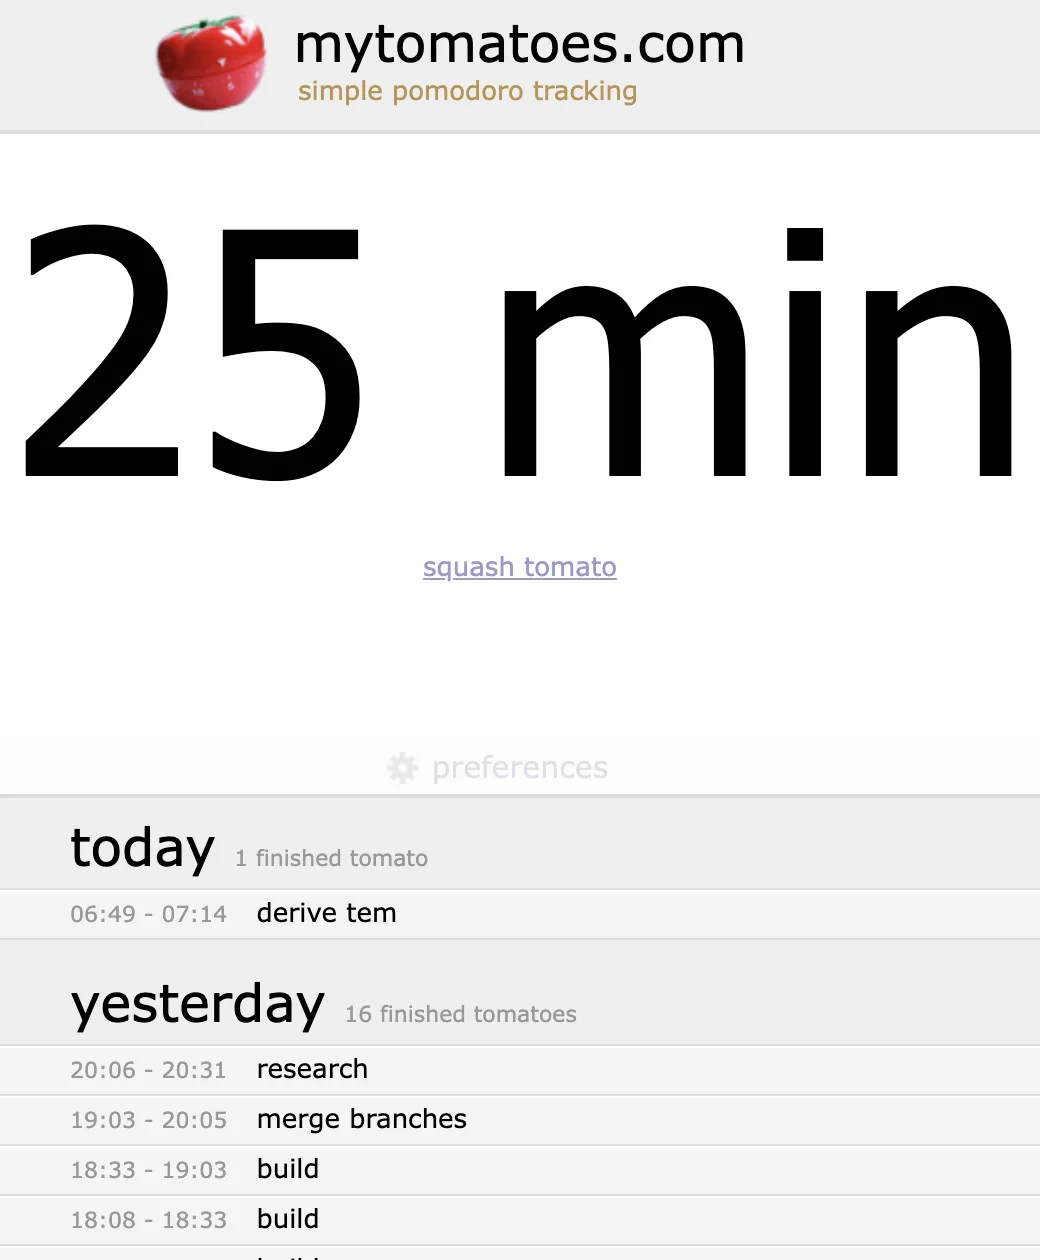 mytomatoes.com
simple pomodoro tracking
25 min
squash tomato
preferences
today 1 finished tomato
06:49 - 07:14 derive tem
yesterday 16 finished tomatoes
20:06 - 20:31 research
19:03 - 20:05 merge branches
18:33 - 19:03 build
18:08 - 18:33 build